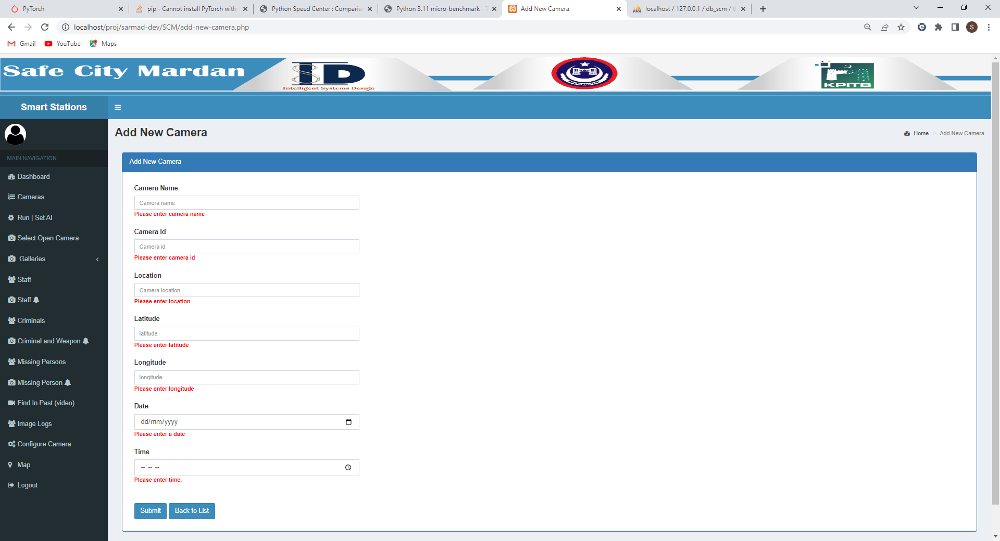 PyTorch
pip - Cannot install PyTorch with
Python Speed Center : Comparis
Python 3.11 micro-benchmark -
Add New Camera
localhost / 127.0.0.1 / db_scm /
localhost/proj/sarmad-dev/SCM/add-new-camera.php
S
Gmail
YouTube
Maps
Safe City Mardan
ISD
Intelligent Systems Design
KPITB
Smart Stations
Add New Camera
Home > Add New Camera
MAIN NAVIGATION
Dashboard
Cameras
Run | Set AI
Select Open Camera
Galleries
Staff
Staff
Criminals
Criminal and Weapon
Missing Persons
Missing Person
Find In Past (video)
Image Logs
Configure Camera
Map
Logout
Add New Camera
Camera Name
Camera name
Please enter camera name
Camera Id
Camera id
Please enter camera id
Location
Camera location
Please enter location
Latitude
latitude
Please enter latitude
Longitude
longitude
Please enter longitude
Date
dd/mm/yyyy
Please enter a date
Time
--:-- --
Please enter time.
Submit
Back to List